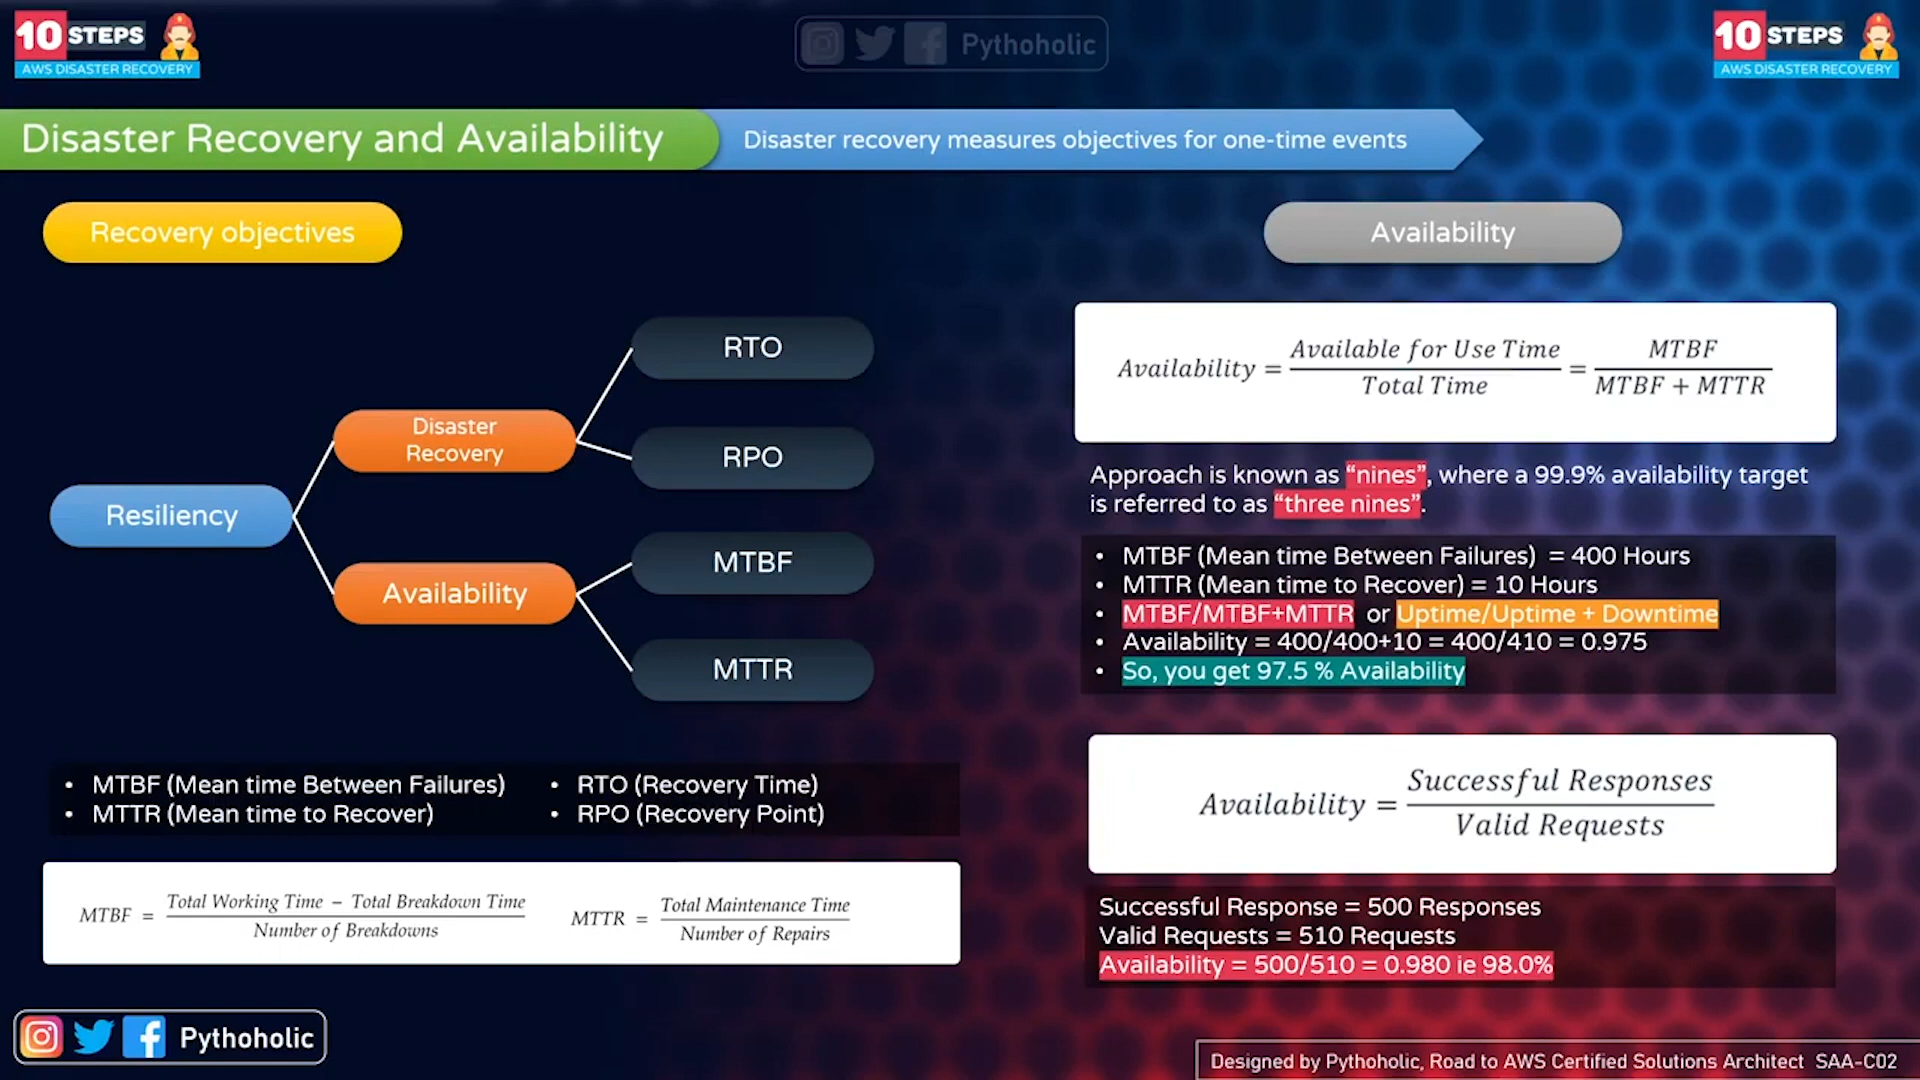 10 STEPS
AWS DISASTER RECOVERY
Pythoholic
10 STEPS
AWS DISASTER RECOVERY
Disaster Recovery and Availability
Disaster recovery measures objectives for one-time events
Recovery objectives
Availability
RTO
Disaster
Recovery
RPO
Resiliency
MTBF
Availability
MTTR
Availability = Available for Use Time / Total Time = MTBF / MTBF + MTTR
Approach is known as “nines”, where a 99.9% availability target
is referred to as “three nines”.
• MTBF (Mean time Between Failures) = 400 Hours
• MTTR (Mean time to Recover) = 10 Hours
• MTBF/MTBF+MTTR or Uptime/Uptime + Downtime
• Availability = 400/400+10 = 400/410 = 0.975
• So, you get 97.5 % Availability
• MTBF (Mean time Between Failures)
• MTTR (Mean time to Recover)
• RTO (Recovery Time)
• RPO (Recovery Point)
MTBF = Total Working Time − Total Breakdown Time / Number of Breakdowns
MTTR = Total Maintenance Time / Number of Repairs
Availability = Successful Responses / Valid Requests
Successful Response = 500 Responses
Valid Requests = 510 Requests
Availability = 500/510 = 0.980 ie 98.0%
Pythoholic
Designed by Pythoholic, Road to AWS Certified Solutions Architect SAA-C02